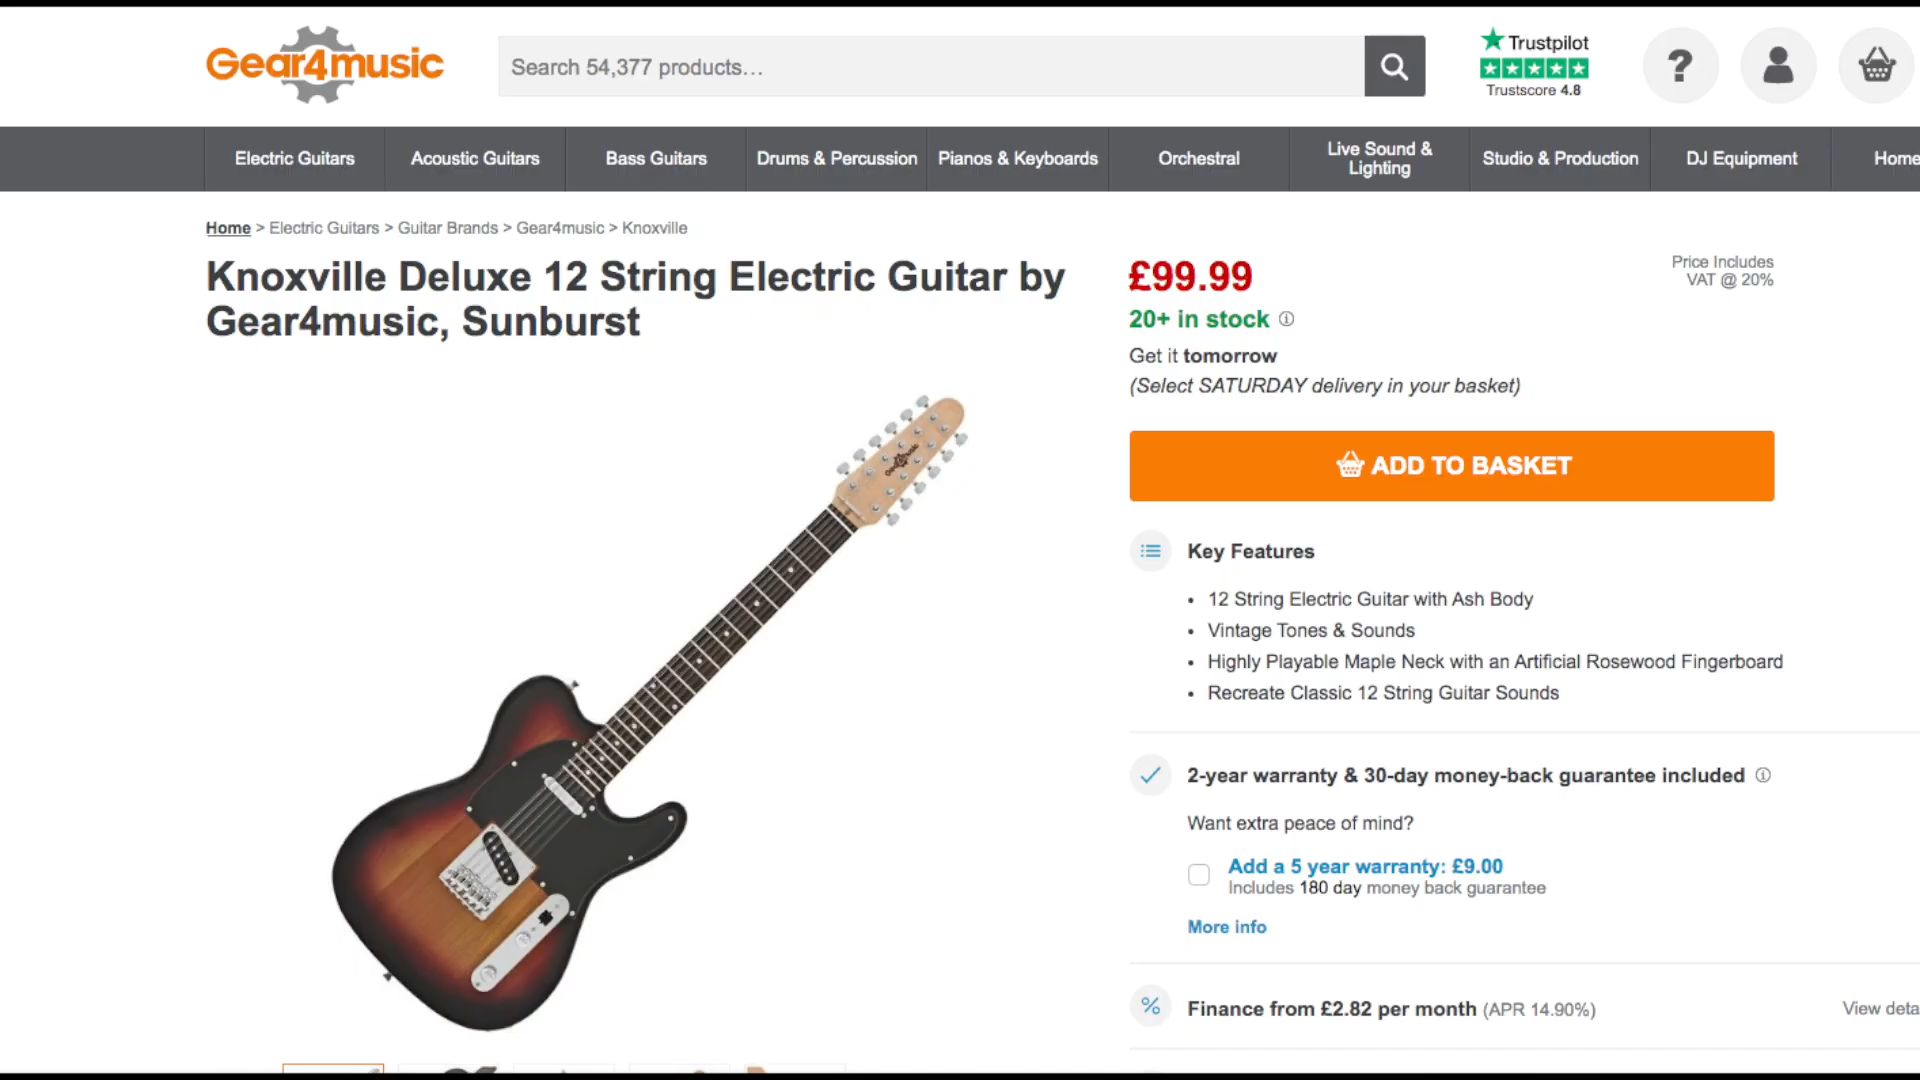 Gear4music
Search 54,377 products...
Trustpilot
Trustscore 4.8
?
Electric Guitars
Acoustic Guitars
Bass Guitars
Drums & Percussion
Pianos & Keyboards
Orchestral
Live Sound &
Lighting
Studio & Production
DJ Equipment
Home
Home > Electric Guitars > Guitar Brands > Gear4music > Knoxville
Knoxville Deluxe 12 String Electric Guitar by
Gear4music, Sunburst
£99.99
Price Includes
VAT @ 20%
20+ in stock
Get it tomorrow
(Select SATURDAY delivery in your basket)
ADD TO BASKET
Key Features
• 12 String Electric Guitar with Ash Body
• Vintage Tones & Sounds
• Highly Playable Maple Neck with an Artificial Rosewood Fingerboard
• Recreate Classic 12 String Guitar Sounds
2-year warranty & 30-day money-back guarantee included
Want extra peace of mind?
Add a 5 year warranty: £9.00
Includes 180 day money back guarantee
More info
% Finance from £2.82 per month (APR 14.90%)
View deta